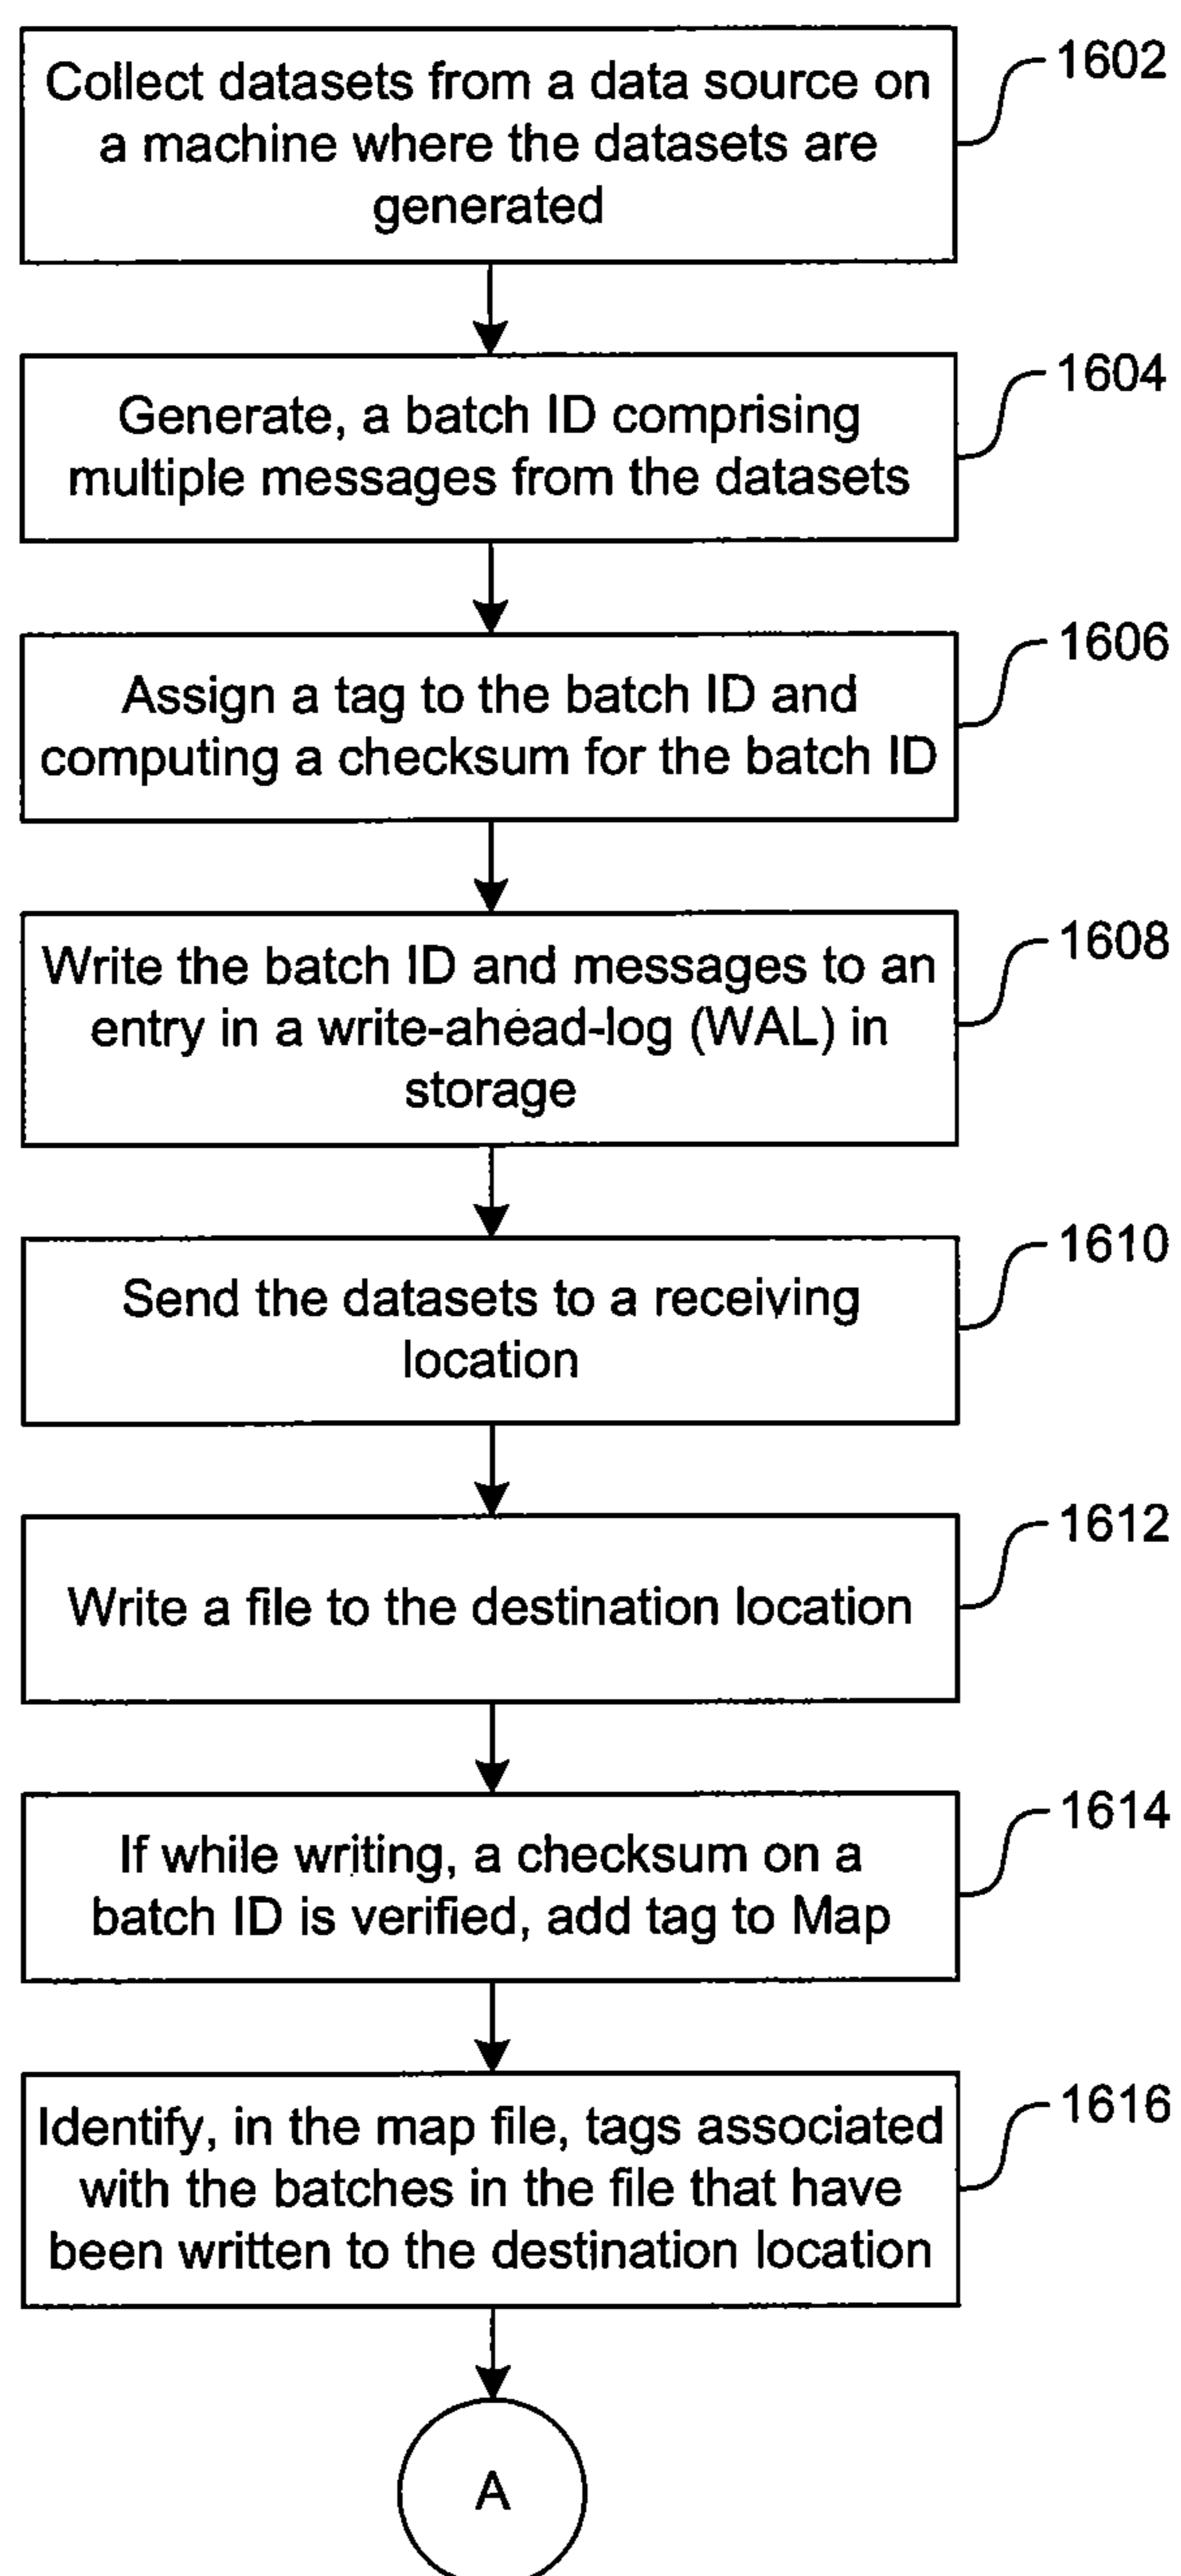 Collect datasets from a data source on
a machine where the datasets are
generated
1602
Generate, a batch ID comprising
multiple messages from the datasets
1604
Assign a tag to the batch ID and
computing a checksum for the batch ID
1606
Write the batch ID and messages to an
entry in a write-ahead-log (WAL) in
storage
1608
Send the datasets to a receiving
location
1610
Write a file to the destination location
1612
If while writing, a checksum on a
batch ID is verified, add tag to Map
1614
Identify, in the map file, tags associated
with the batches in the file that have
been written to the destination location
1616
A